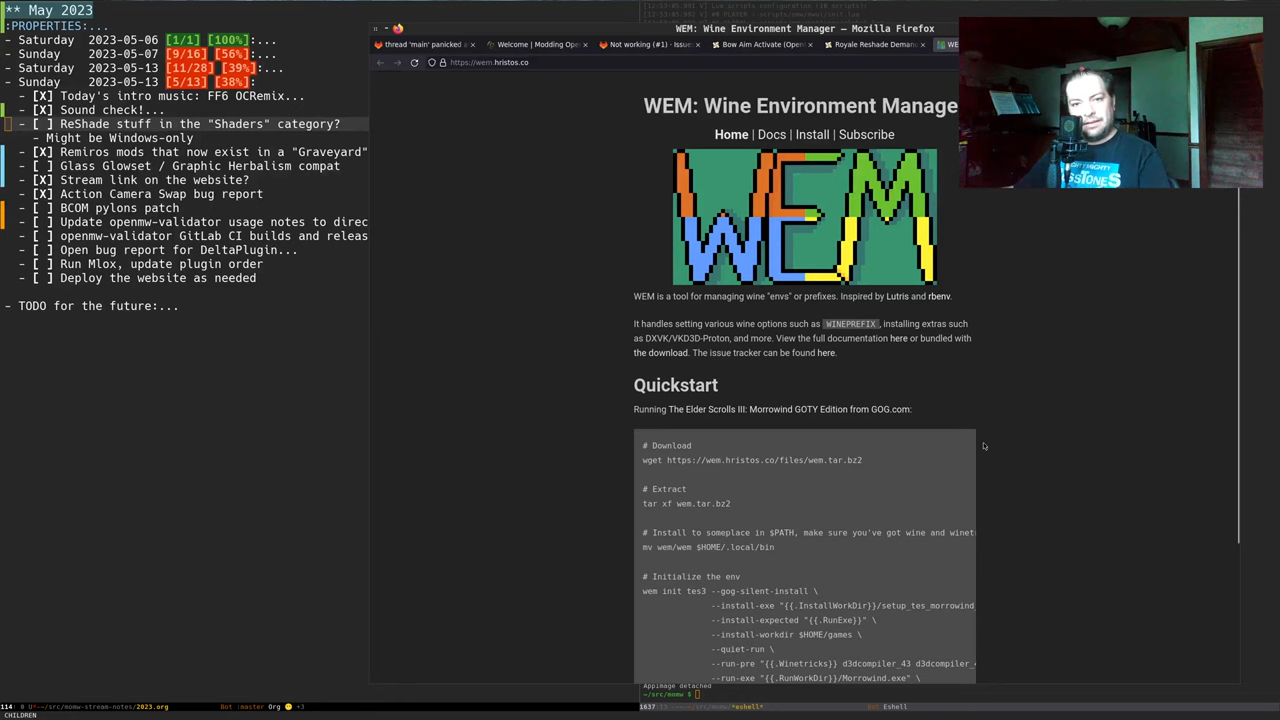 ** May 2023
:PROPERTIES:...
- Saturday 2023-05-06 [1/1] [100%]:...
- Sunday 2023-05-07 [9/16] [56%]:...
- Saturday 2023-05-13 [11/28] [39%]:...
- Sunday 2023-05-13 [5/13] [38%]:
- [X] Today's intro music: FF6 OCRemix...
- [X] Sound check!...
- [ ] ReShade stuff in the "Shaders" category?
- Might be Windows-only
- [X] Remiros mods that now exist in a "Graveyard"
- [ ] Glass Glowset / Graphic Herbalism compat
- [X] Stream link on the website?
- [X] Action Camera Swap bug report
- [ ] BCOM pylons patch
- [ ] Update openmw-validator usage notes to direc
- [ ] openmw-validator GitLab CI builds and releas
- [ ] Open bug report for DeltaPlugin...
- [ ] Run Mlox, update plugin order
- [ ] Deploy the website as needed
- TODO for the future:...
WEM: Wine Environment Manager — Mozilla Firefox
thread 'main' panicked a
Welcome | Modding Ope
Not working (#1) · Issue
Bow Aim Activate (Open
Royale Reshade Dema
WE
https://wem.hristos.co
WEM: Wine Environment Manage
Home | Docs | Install | Subscribe
WEM
WEM is a tool for managing wine "envs" or prefixes. Inspired by Lutris and rbenv.
It handles setting various wine options such as WINEPREFIX, installing extras such
as DXVK/VKD3D-Proton, and more. View the full documentation here or bundled with
the download. The issue tracker can be found here.
Quickstart
Running The Elder Scrolls III: Morrowind GOTY Edition from GOG.com:
# Download
wget https://wem.hristos.co/files/wem.tar.bz2
# Extract
tar xf wem.tar.bz2
# Install to someplace in $PATH, make sure you've got wine and winet
mv wem/wem $HOME/.local/bin
# Initialize the env
wem init tes3 --gog-silent-install \
--install-exe "{{.InstallWorkDir}}/setup_tes_morrowind
--install-expected "{{.RunExe}}" \
--install-workdir $HOME/games \
--quiet-run \
--run-pre "{{.Winetricks}} d3dcompiler_43 d3dcompiler_
--run-exe "{{.RunWorkDir}}/Morrowind.exe" \
AppImage detached
~/src/momw $
Bot :master Org
+3
*eshell*
Bot Eshell
CHILDREN